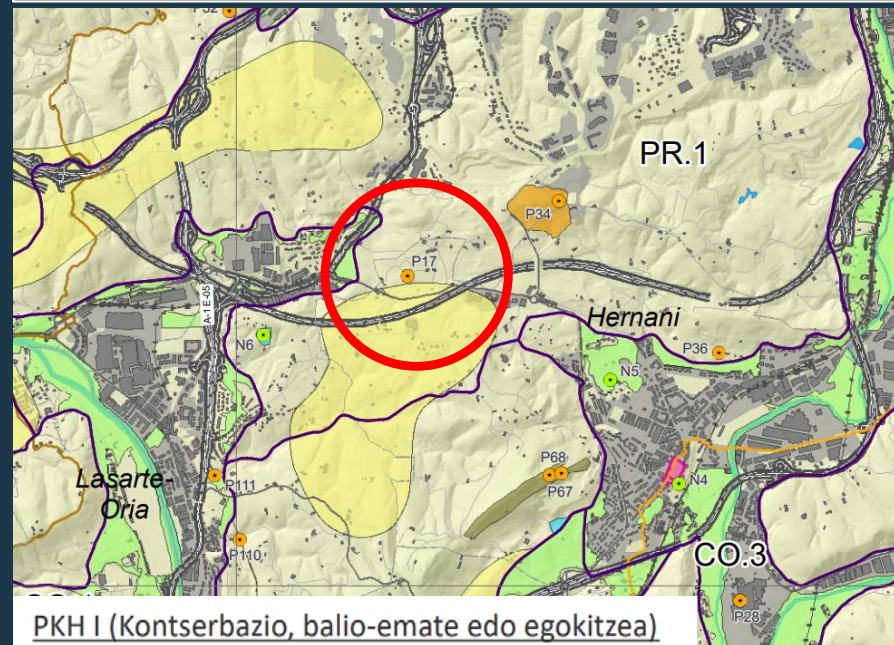 P32
PR.1
P34
P17
A-1 E-05
Hernani
N6
P36
N5
P68
P67
N4
Lasarte-
Oria
P111
P110
CO.3
P28
PKH I (Kontserbazio, balio-emate edo egokitzea)